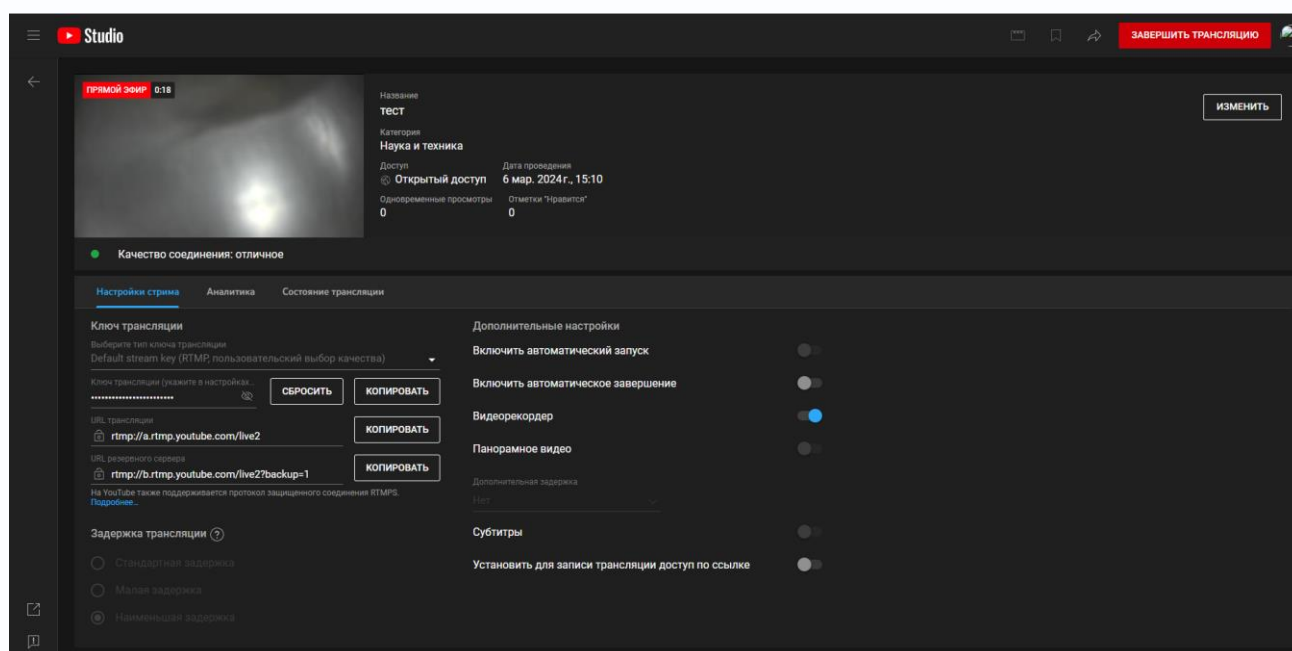 Studio
ЗАВЕРШИТЬ ТРАНСЛЯЦИЮ
ПРЯМОЙ ЭФИР 0:18
Название
тест
ИЗМЕНИТЬ
Категория
Наука и техника
Доступ Дата проведения
Открытый доступ 6 мар. 2024 г., 15:10
Одновременные просмотры Отметки "Нравится"
0 0
Качество соединения: отличное
Настройки стрима Аналитика Состояние трансляции
Ключ трансляции
Выберите тип ключа трансляции
Default stream key (RTMP, пользовательский выбор качества)
Ключ трансляции (укажите в настройках...
•••••••••••••••••••••••• СБРОСИТЬ КОПИРОВАТЬ
URL трансляции
rtmp://a.rtmp.youtube.com/live2 КОПИРОВАТЬ
URL резервного сервера
rtmp://b.rtmp.youtube.com/live2?backup=1 КОПИРОВАТЬ
На YouTube также поддерживается протокол защищенного соединения RTMPS.
Подробнее...
Задержка трансляции ?
Стандартная задержка
Малая задержка
Наименьшая задержка
Дополнительные настройки
Включить автоматический запуск
Включить автоматическое завершение
Видеорекордер
Панорамное видео
Дополнительная задержка
Нет
Субтитры
Установить для записи трансляции доступ по ссылке